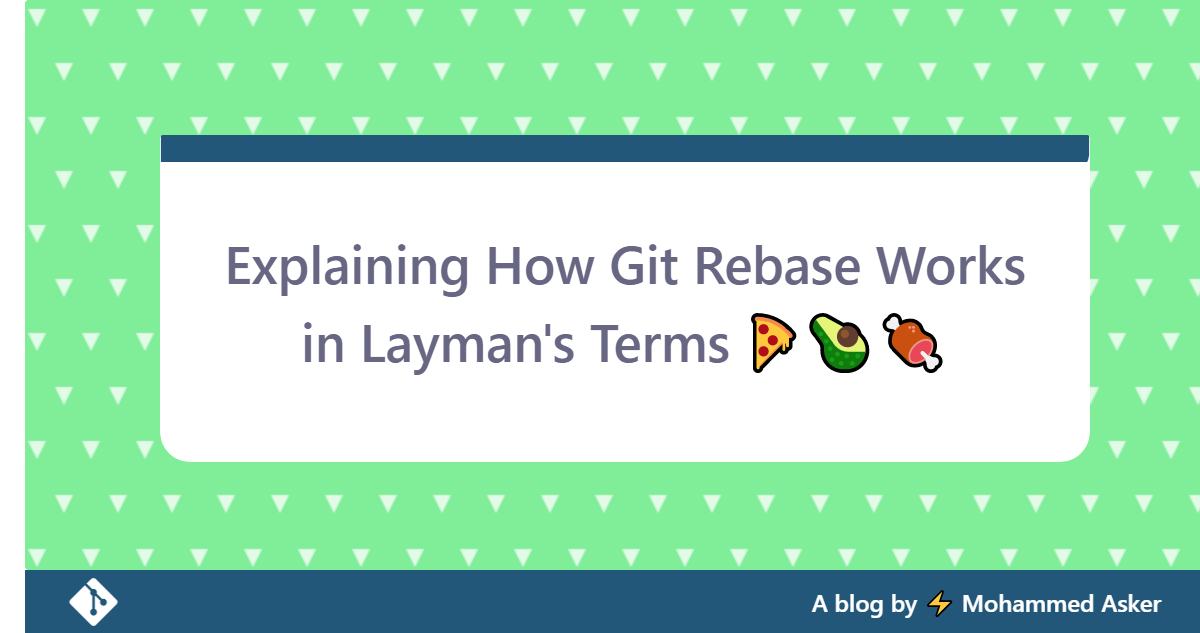 Explaining How Git Rebase Works
in Layman's Terms 🍕🥑🍖
A blog by ⚡ Mohammed Asker